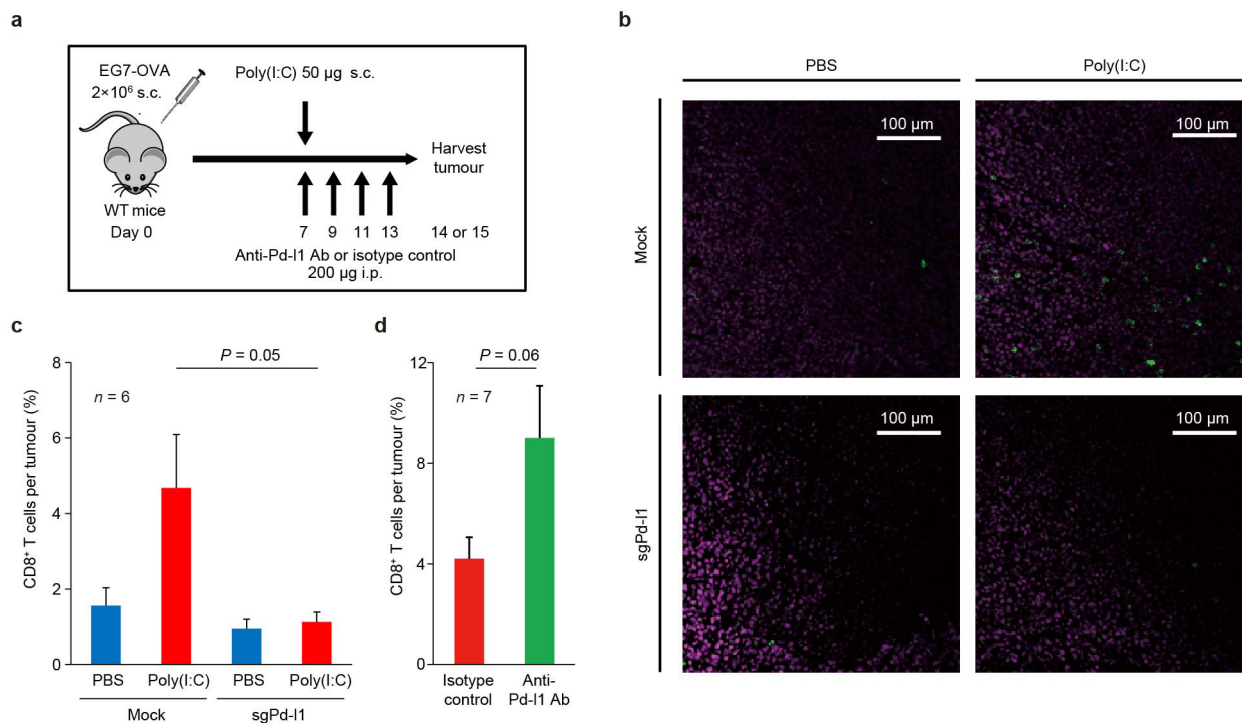 a
EG7-OVA
2×10⁶ s.c.
Poly(I:C) 50 µg s.c.
Harvest
tumour
WT mice
Day 0
7 9 11 13 14 or 15
Anti-Pd-l1 Ab or isotype control
200 µg i.p.
b
PBS Poly(I:C)
Mock
100 µm 100 µm
sgPd-l1
100 µm 100 µm
c
CD8⁺ T cells per tumour (%)
8
6
4
2
0
n = 6
P = 0.05
PBS Poly(I:C) PBS Poly(I:C)
Mock sgPd-l1
d
CD8⁺ T cells per tumour (%)
12
8
4
0
P = 0.06
n = 7
Isotype
control
Anti-
Pd-l1 Ab